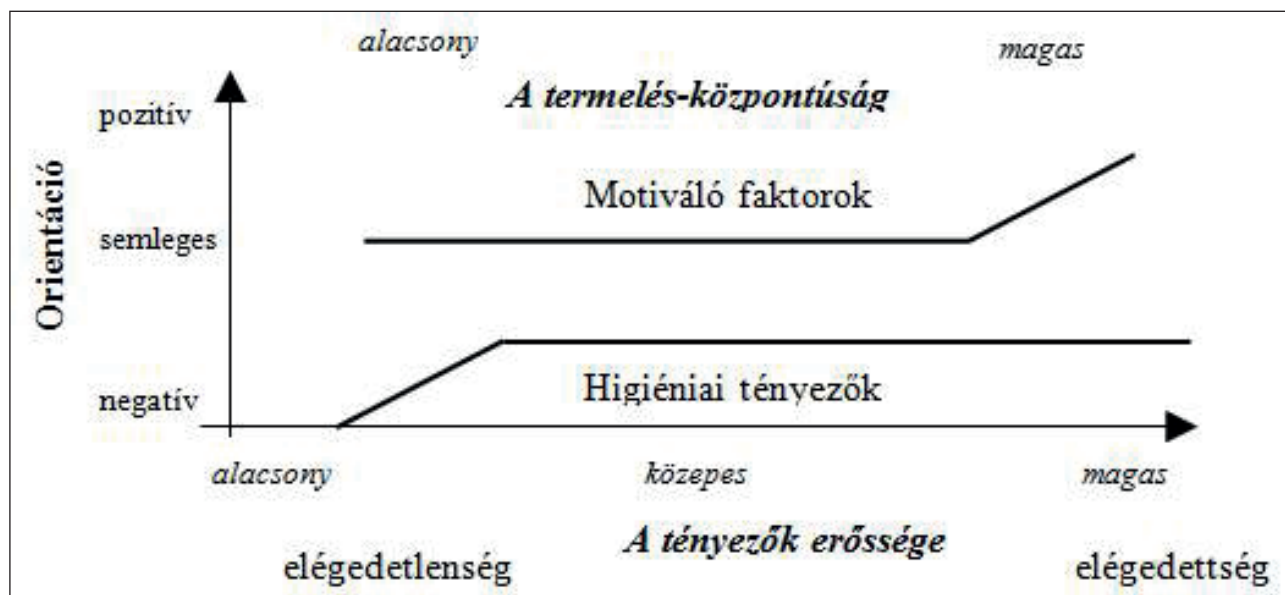 alacsony magas
A termelés-központúság
pozitív
Motiváló faktorok
Orientáció
semleges
Higiéniai tényezők
negatív
alacsony közepes magas
A tényezők erőssége
elégedetlenség elégedettség